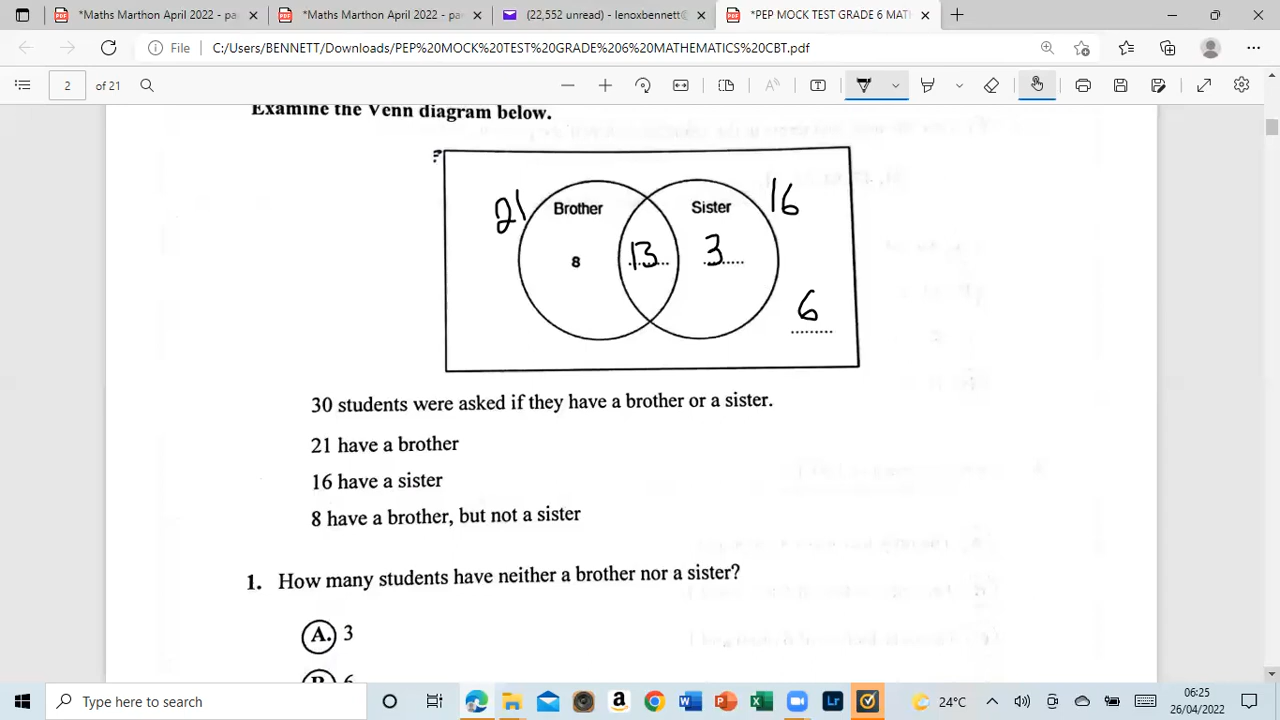 *Maths Math April 2022 - pa
*Maths Math April 2022 - pa
(22,552 unread) - lenoxbennett@
*PEP MOCK TEST GRADE 6 MATH
File
C:/Users/BENNETT/Downloads/PEP%20MOCK%20TEST%20GRADE%206%20MATHEMATICS%20CBT.pdf
2 of 21
Examine the Venn diagram below.
?
21 Brother Sister 16
8 13 3
6
30 students were asked if they have a brother or a sister.
21 have a brother
16 have a sister
8 have a brother, but not a sister
1. How many students have neither a brother nor a sister?
A. 3
B. 6
Type here to search
24°C
06:25
26/04/2022